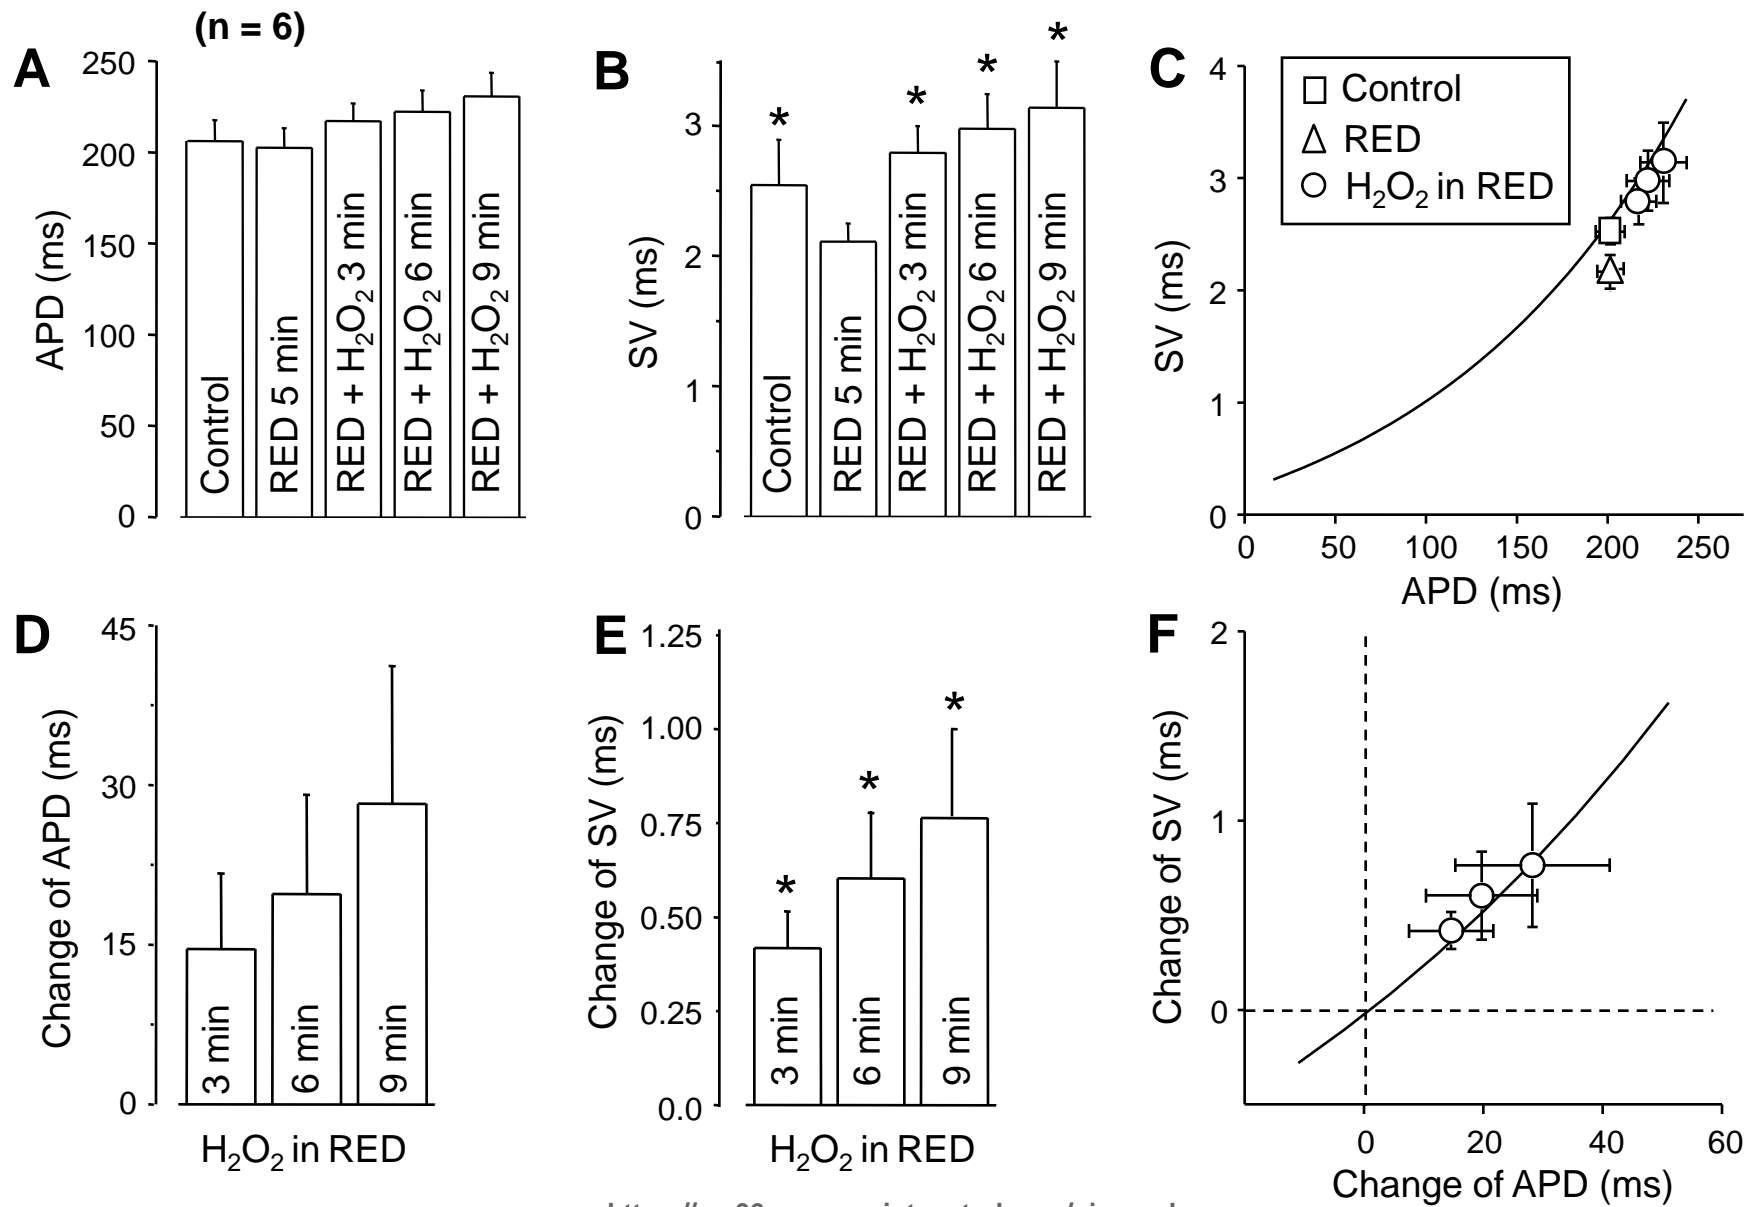 (n = 6)
A
250
200
150
100
50
0
APD (ms)
Control
RED 5 min
RED + H₂O₂ 3 min
RED + H₂O₂ 6 min
RED + H₂O₂ 9 min
B
3
2
1
0
SV (ms)
*
*
*
*
Control
RED 5 min
RED + H₂O₂ 3 min
RED + H₂O₂ 6 min
RED + H₂O₂ 9 min
C
4
3
2
1
0
SV (ms)
Control
RED
H₂O₂ in RED
0 50 100 150 200 250
APD (ms)
D
45
30
15
0
Change of APD (ms)
3 min
6 min
9 min
H₂O₂ in RED
E
1.25
1.00
0.75
0.50
0.25
0.0
Change of SV (ms)
*
*
*
3 min
6 min
9 min
H₂O₂ in RED
F
2
1
0
Change of SV (ms)
0 20 40 60
Change of APD (ms)